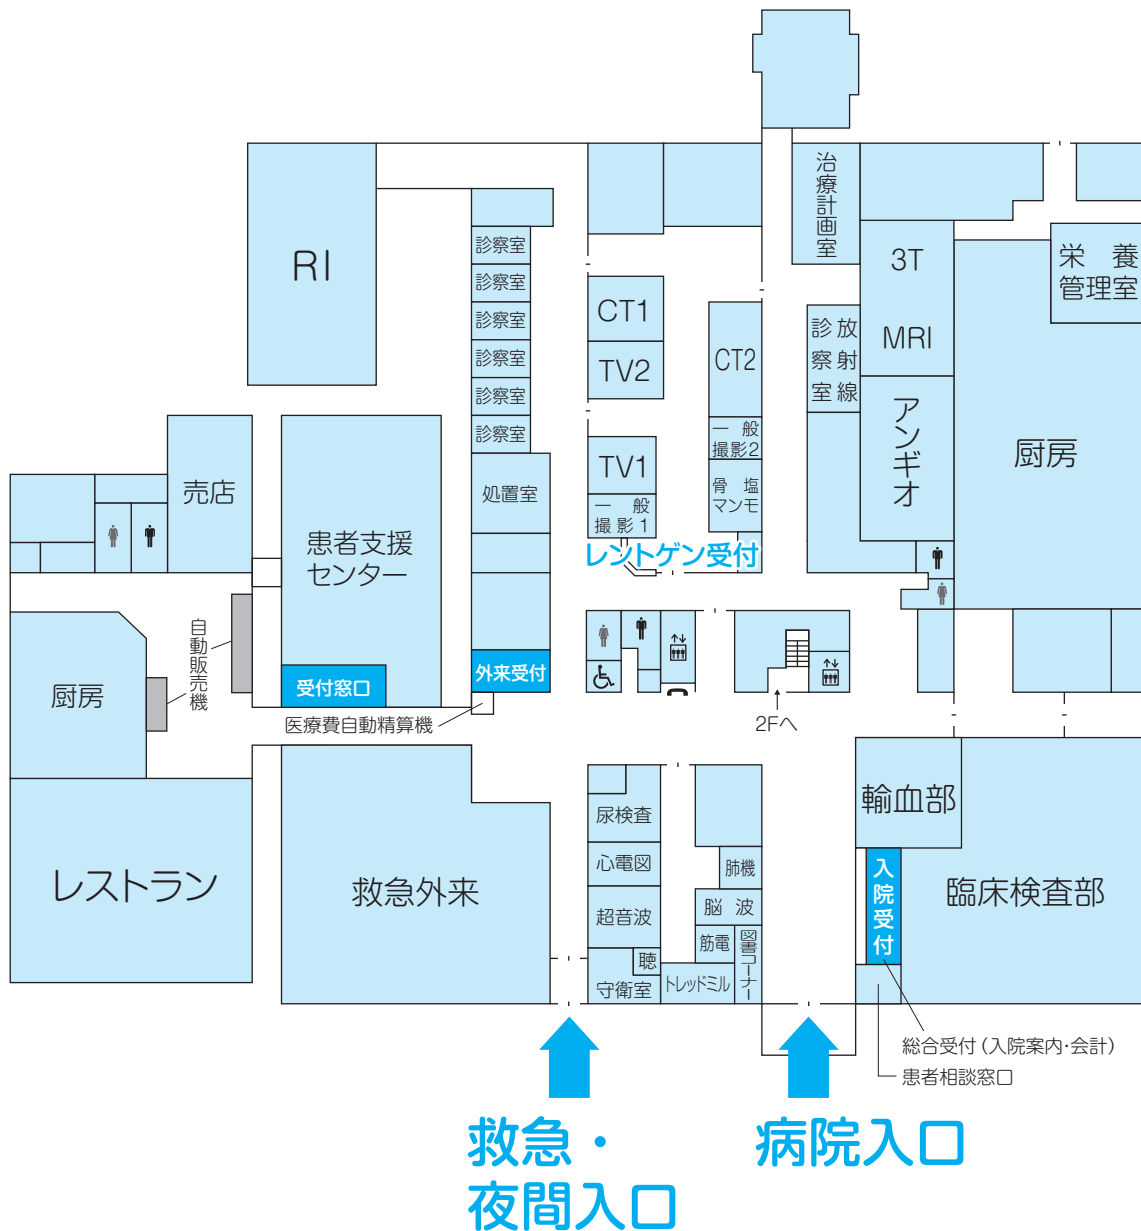 治療計画室
RI
診察室
診察室
診察室
診察室
診察室
診察室
処置室
CT1
TV2
TV1
一般
撮影1
CT2
一般
撮影2
骨塩
マンモ
レントゲン受付
放射線
診察室
3T
MRI
アンギオ
栄養
管理室
厨房
売店
患者支援
センター
自動販売機
厨房
受付窓口
外来受付
医療費自動精算機
2Fへ
レストラン
救急外来
尿検査
心電図
超音波
聴
守衛室
肺機
脳波
筋電
トレッドミル
図書コーナー
輸血部
入院受付
臨床検査部
総合受付(入院案内・会計)
患者相談窓口
救急・
夜間入口
病院入口